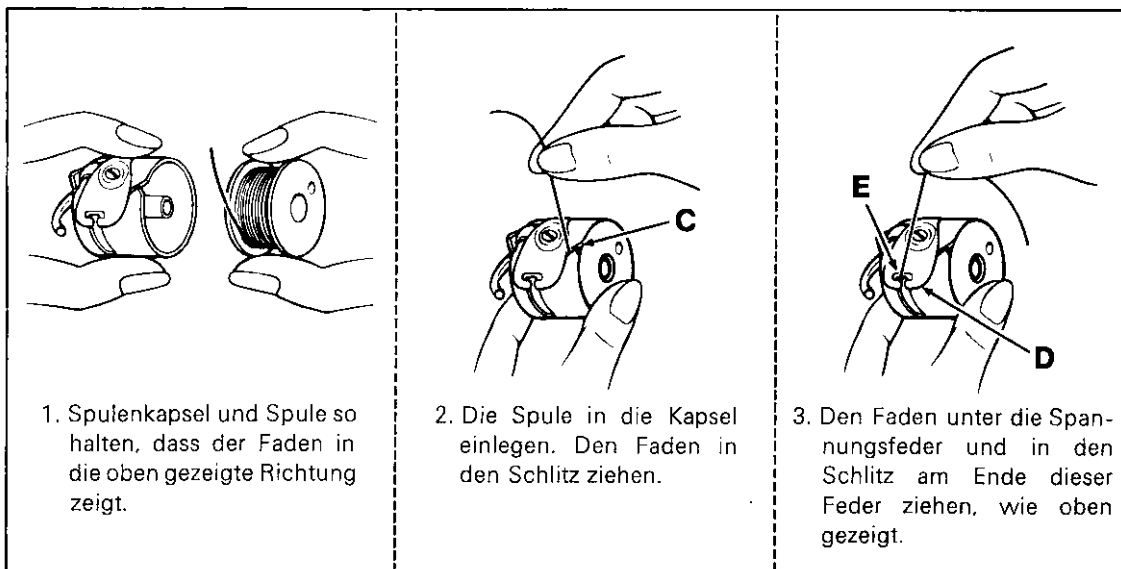 C
E
D
1. Spulenkapsel und Spule so
halten, dass der Faden in
die oben gezeigte Richtung
zeigt.
2. Die Spule in die Kapsel
einlegen. Den Faden in
den Schlitz ziehen.
3. Den Faden unter die Span-
nungsfeder und in den
Schlitz am Ende dieser
Feder ziehen, wie oben
gezeigt.